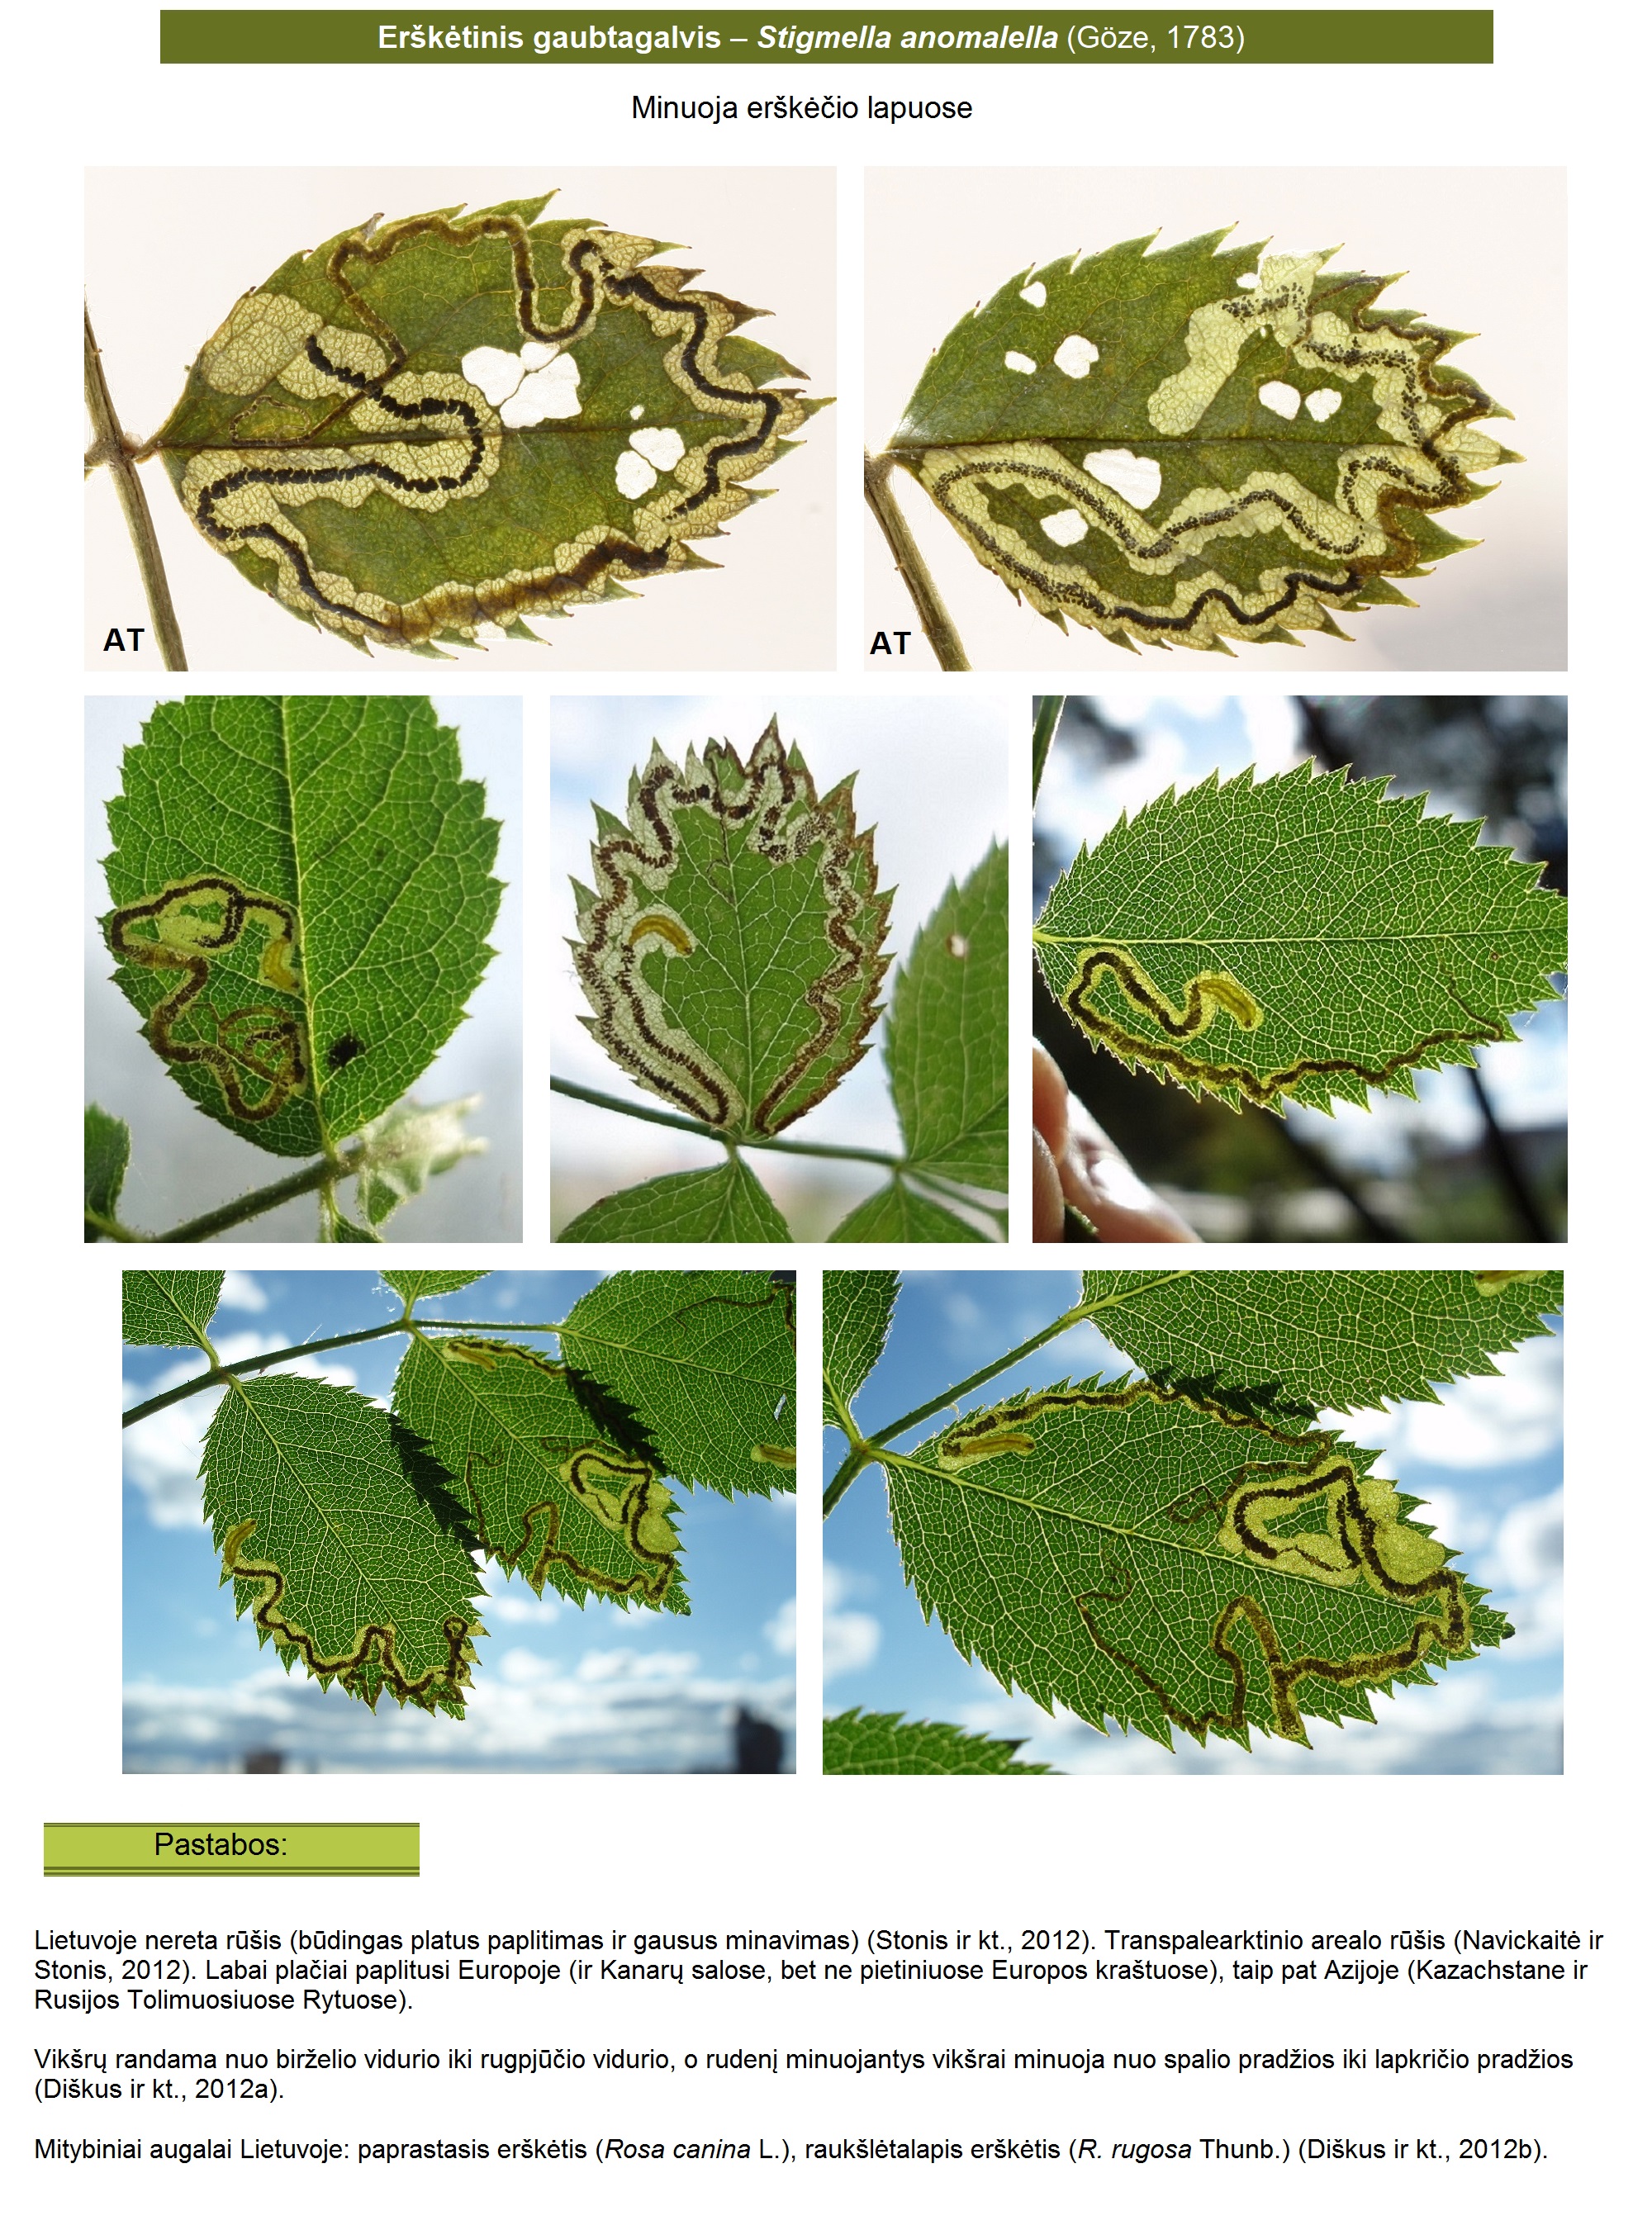 Erškėtinis gaubtagalvis – Stigmella anomalella (Göze, 1783)
Minuoja erškėčio lapuose
AT
AT
Pastabos:
Lietuvoje nereta rūšis (būdingas platus paplitimas ir gausus minavimas) (Stonis ir kt., 2012). Transpalearktinio arealo rūšis (Navickaitė ir
Stonis, 2012). Labai plačiai paplitusi Europoje (ir Kanarų salose, bet ne pietiniuose Europos kraštuose), taip pat Azijoje (Kazachstane ir
Rusijos Tolimuosiuose Rytuose).
Vikšrų randama nuo birželio vidurio iki rugpjūčio vidurio, o rudenį minuojantys vikšrai minuoja nuo spalio pradžios iki lapkričio pradžios
(Diškus ir kt., 2012a).
Mitybiniai augalai Lietuvoje: paprastasis erškėtis (Rosa canina L.), raukšlėtalapis erškėtis (R. rugosa Thunb.) (Diškus ir kt., 2012b).